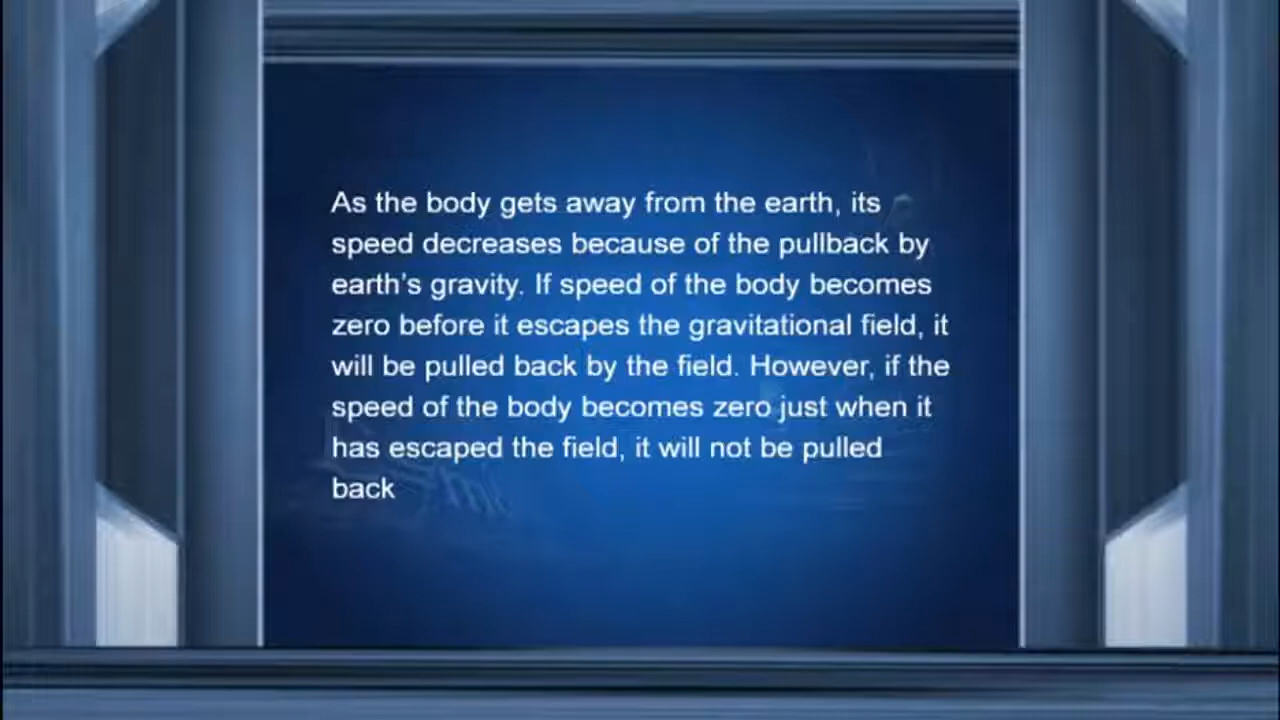 As the body gets away from the earth, its
speed decreases because of the pullback by
earth's gravity. If speed of the body becomes
zero before it escapes the gravitational field, it
will be pulled back by the field. However, if the
speed of the body becomes zero just when it
has escaped the field, it will not be pulled
back